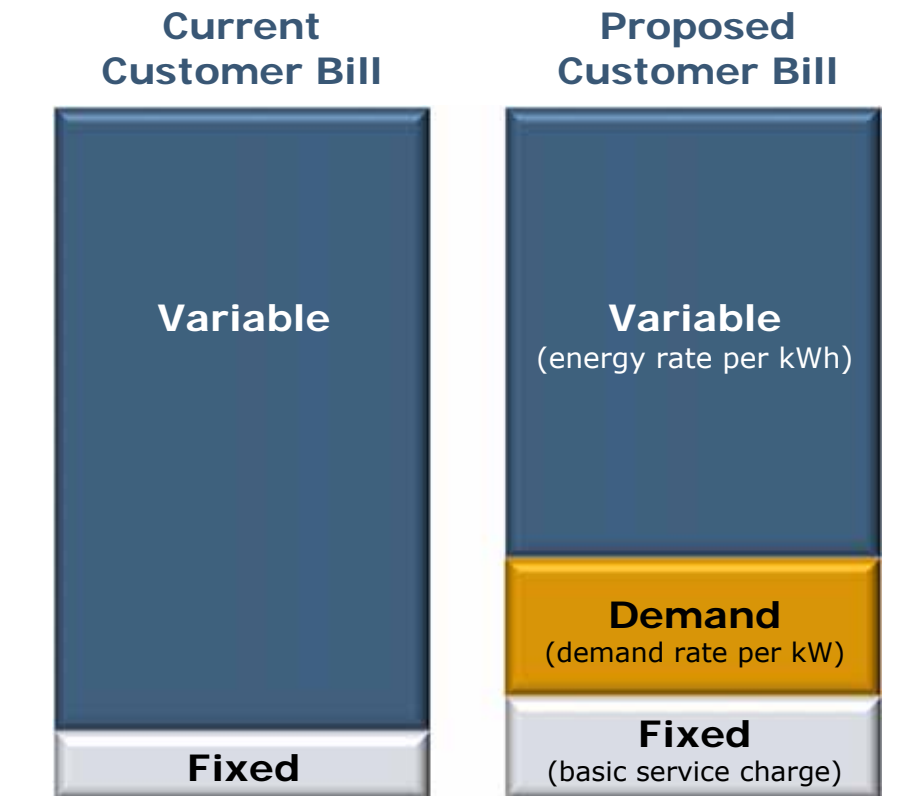 Current
Customer Bill
Proposed
Customer Bill
Variable
Fixed
Variable
(energy rate per kWh)
Demand
(demand rate per kW)
Fixed
(basic service charge)